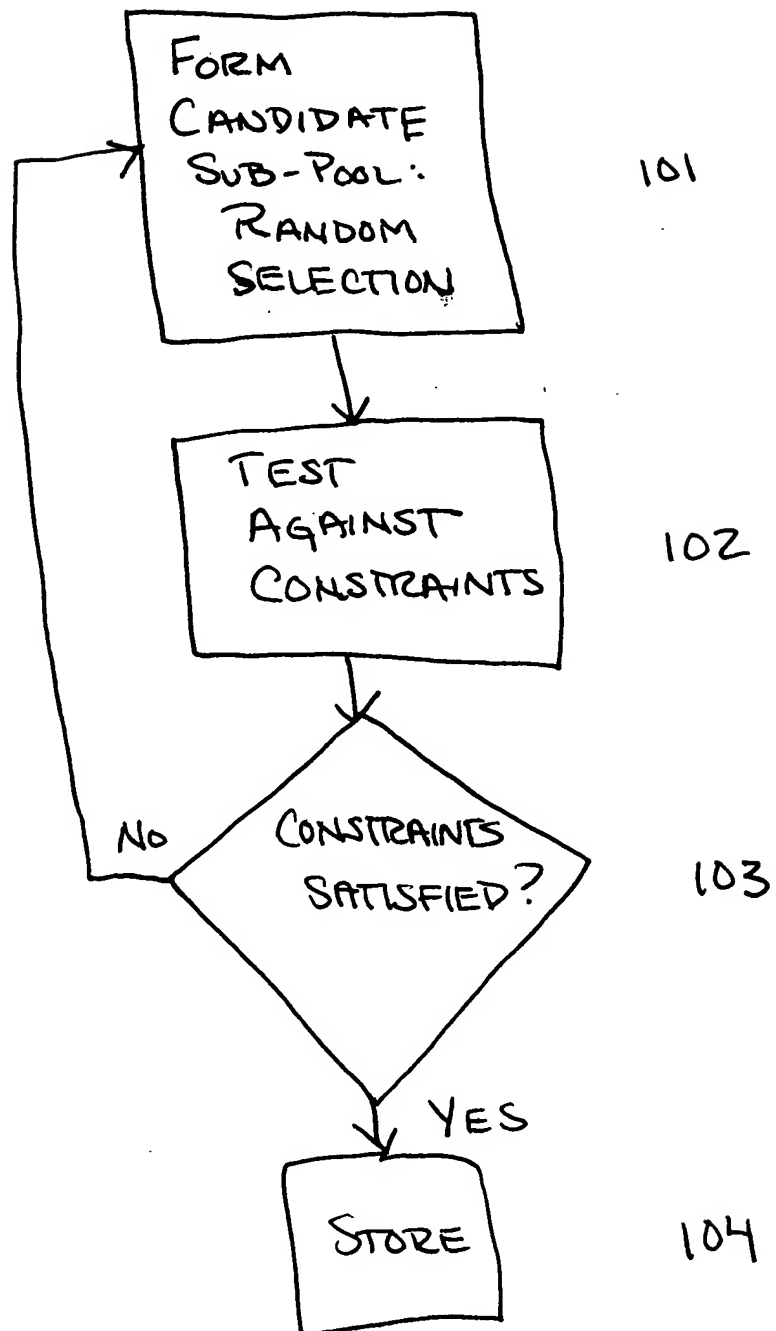 FORM
CANDIDATE
SUB-POOL:
RANDOM
SELECTION
101
TEST
AGAINST
CONSTRAINTS
102
NO
CONSTRAINTS
SATISFIED?
103
YES
STORE
104